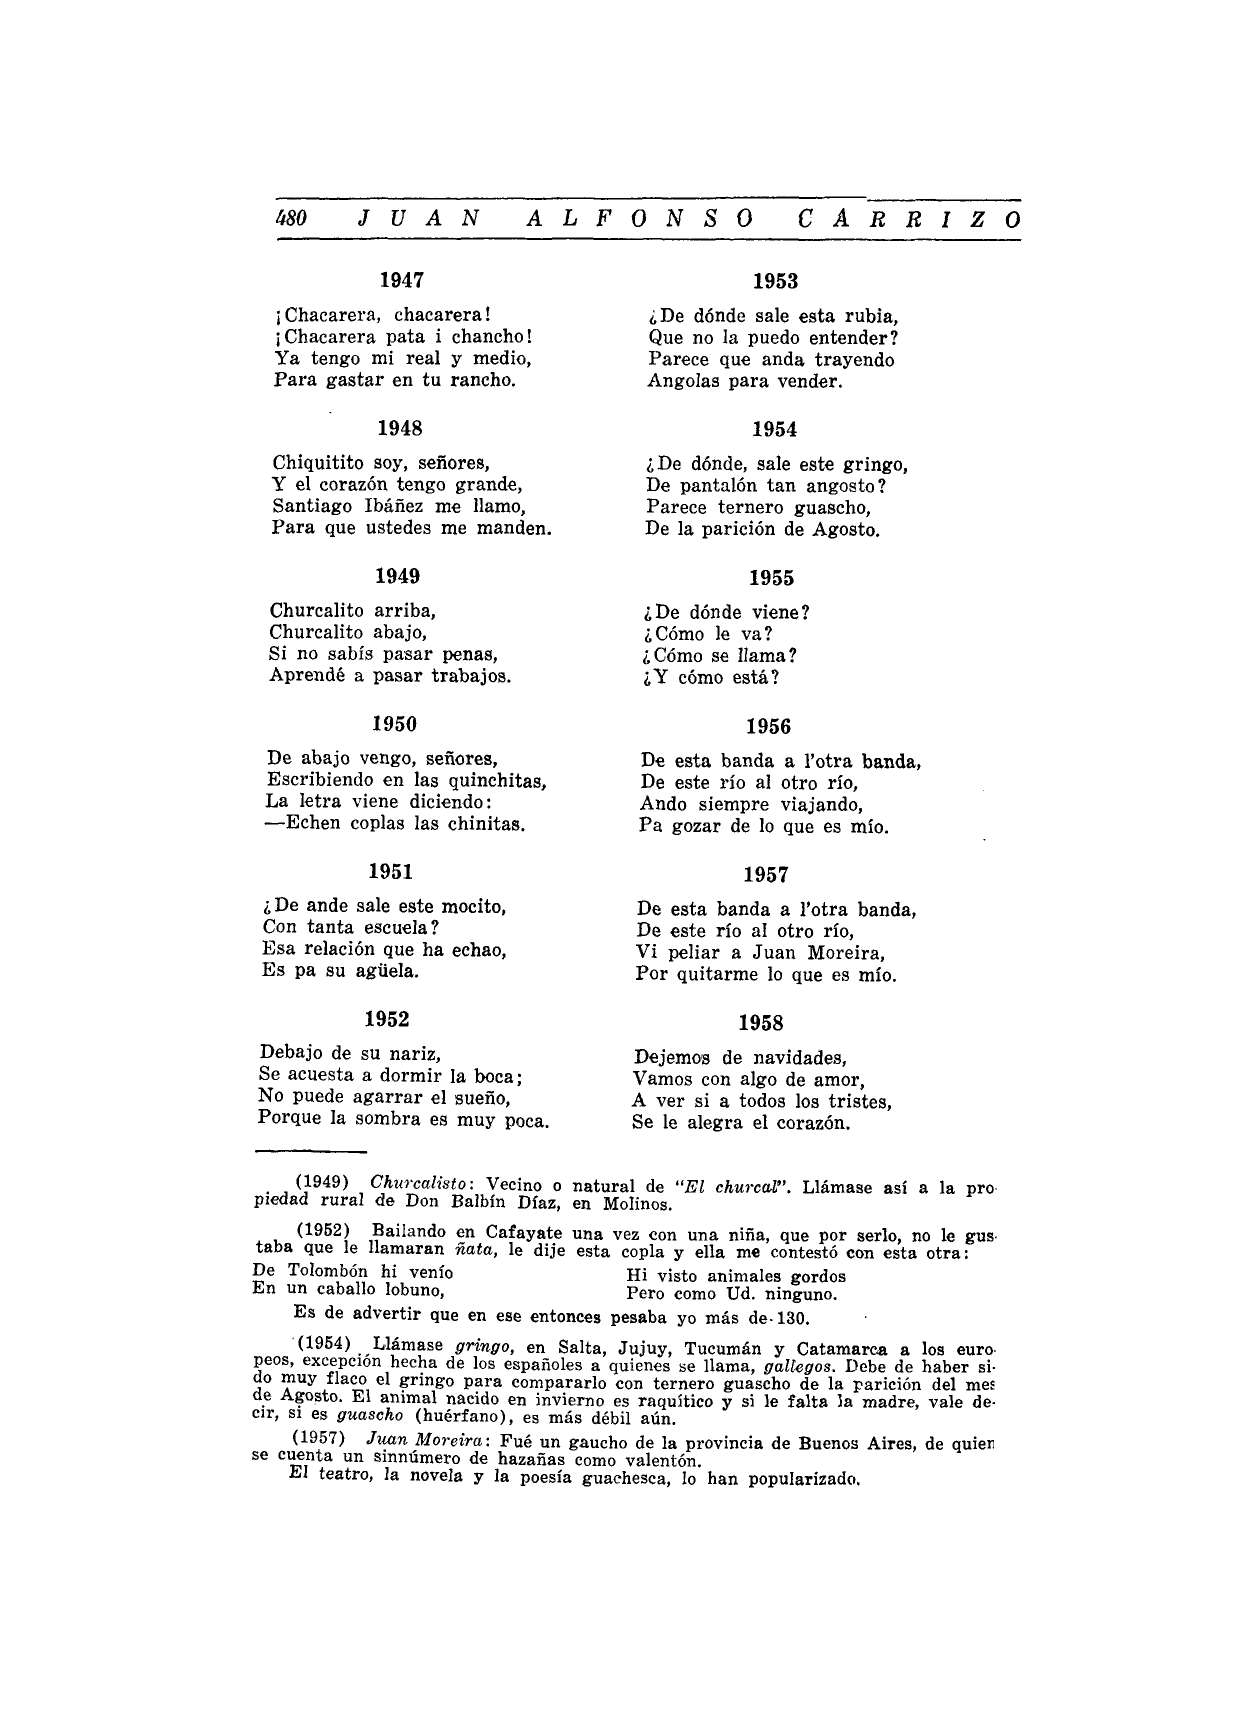 480 JUAN ALFONSO CARRIZO
1947
¡Chacarera, chacarera!
¡Chacarera pata i chancho!
Ya tengo mi real y medio,
Para gastar en tu rancho.
1948
Chiquitito soy, señores,
Y el corazón tengo grande,
Santiago Ibáñez me llamo,
Para que ustedes me manden.
1949
Churcalito arriba,
Churcalito abajo,
Si no sabís pasar penas,
Aprendé a pasar trabajos.
1950
De abajo vengo, señores,
Escribiendo en las quinchitas,
La letra viene diciendo:
—Echen coplas las chinitas.
1951
¿De ande sale este mocito,
Con tanta escuela?
Esa relación que ha echao,
Es pa su agüela.
1952
Debajo de su nariz,
Se acuesta a dormir la boca;
No puede agarrar el sueño,
Porque la sombra es muy poca.
1953
¿De dónde sale esta rubia,
Que no la puedo entender?
Parece que anda trayendo
Angolas para vender.
1954
¿De dónde, sale este gringo,
De pantalón tan angosto?
Parece ternero guascho,
De la parición de Agosto.
1955
¿De dónde viene?
¿Cómo le va?
¿Cómo se llama?
¿Y cómo está?
1956
De esta banda a l'otra banda,
De este río al otro río,
Ando siempre viajando,
Pa gozar de lo que es mío.
1957
De esta banda a l'otra banda,
De este río al otro río,
Vi peliar a Juan Moreira,
Por quitarme lo que es mío.
1958
Dejemos de navidades,
Vamos con algo de amor,
A ver si a todos los tristes,
Se le alegra el corazón.
(1949) Churcalisto: Vecino o natural de "El churcal". Llámase así a la pro-
piedad rural de Don Balbín Díaz, en Molinos.
(1952) Bailando en Cafayate una vez con una niña, que por serlo, no le gus-
taba que le llamaran ñata, le dije esta copla y ella me contestó con esta otra:
De Tolombón hi venío
En un caballo lobuno,
Hi visto animales gordos
Pero como Ud. ninguno.
Es de advertir que en ese entonces pesaba yo más de 130.
(1954) Llámase gringo, en Salta, Jujuy, Tucumán y Catamarca a los euro-
peos, excepción hecha de los españoles a quienes se llama, gallegos. Debe de haber si-
do muy flaco el gringo para compararlo con ternero guascho de la parición del mes
de Agosto. El animal nacido en invierno es raquítico y si le falta la madre, vale de-
cir, si es guascho (huérfano), es más débil aún.
(1957) Juan Moreira: Fué un gaucho de la provincia de Buenos Aires, de quien
se cuenta un sinnúmero de hazañas como valentón.
El teatro, la novela y la poesía guachesca, lo han popularizado.